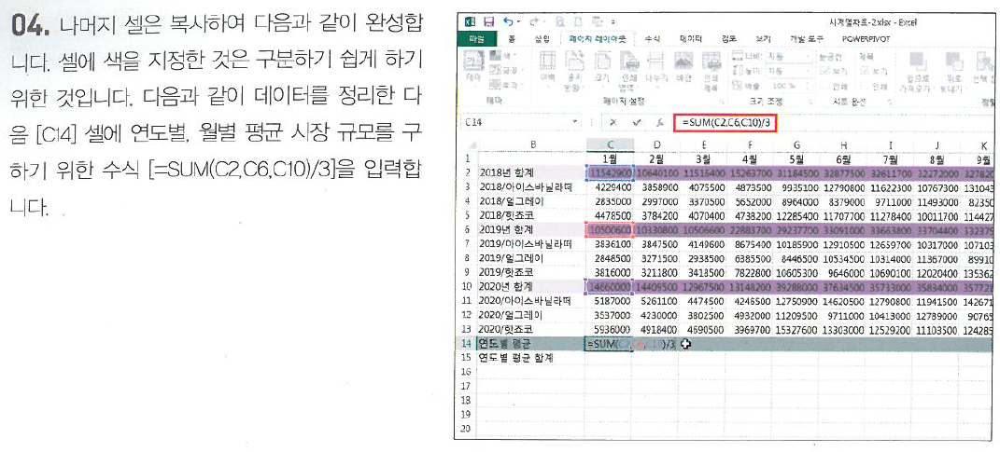 04. 나머지 셀은 복사하여 다음과 같이 완성합
니다. 셀에 색을 지정한 것은 구분하기 쉽게 하기
위한 것입니다. 다음과 같이 데이터를 정리한 다
음 [C14] 셀에 연도별, 월별 평균 시장 규모를 구
하기 위한 수식 [=SUM(C2,C6,C10)/3]을 입력합
니다.
시계열자료-2.xlsx - Excel
파일 홈 삽입 페이지 레이아웃 수식 데이터 검토 보기 개발 도구 POWERPIVOT
테마 페이지 설정 크기 조정 시트 옵션
C14 =SUM(C2,C6,C10)/3
B C D E F G H I J K
1 1월 2월 3월 4월 5월 6월 7월 8월 9월
2 2018년 합계 11542900 10640100 11516400 15263700 31184500 32877500 32611700 32272000 327820
3 2018/아이스바닐라떼 4229400 3858900 4075500 4873500 9935100 12790800 11622300 10767300 131043
4 2018/얼그레이 2835000 2997000 3370500 5652000 8964000 8379000 9711000 11493000 82350
5 2018/핫쵸코 4478500 3784200 4070400 4738200 12285400 11707700 11278400 10011700 114427
6 2019년 합계 10500600 10330800 10506600 22883700 29237700 33091000 33663800 33704400 332379
7 2019/아이스바닐라떼 3836100 3847500 4149600 8675400 10185900 12910500 12659700 10317000 107103
8 2019/얼그레이 2848500 3271500 2938500 6385500 8446500 10534500 10314000 11367000 89910
9 2019/핫쵸코 3816000 3211800 3418500 7822800 10605300 9646000 10690100 12020400 135362
10 2020년 합계 14660000 14409500 12967500 13148200 39288000 37634500 35733000 35834000 357728
11 2020/아이스바닐라떼 5187000 5261100 4474500 4246500 12750900 14620500 12790800 11941500 142671
12 2020/얼그레이 3537000 4230000 3802500 4932000 11209500 9711000 10413000 12789000 90765
13 2020/핫쵸코 5936000 4918400 4690500 3969700 15327600 13303000 12529200 11103500 124285
14 연도별 평균 =SUM(C2,C6,C10)/3
15 연도별 평균 합계
16
17
18
19
20